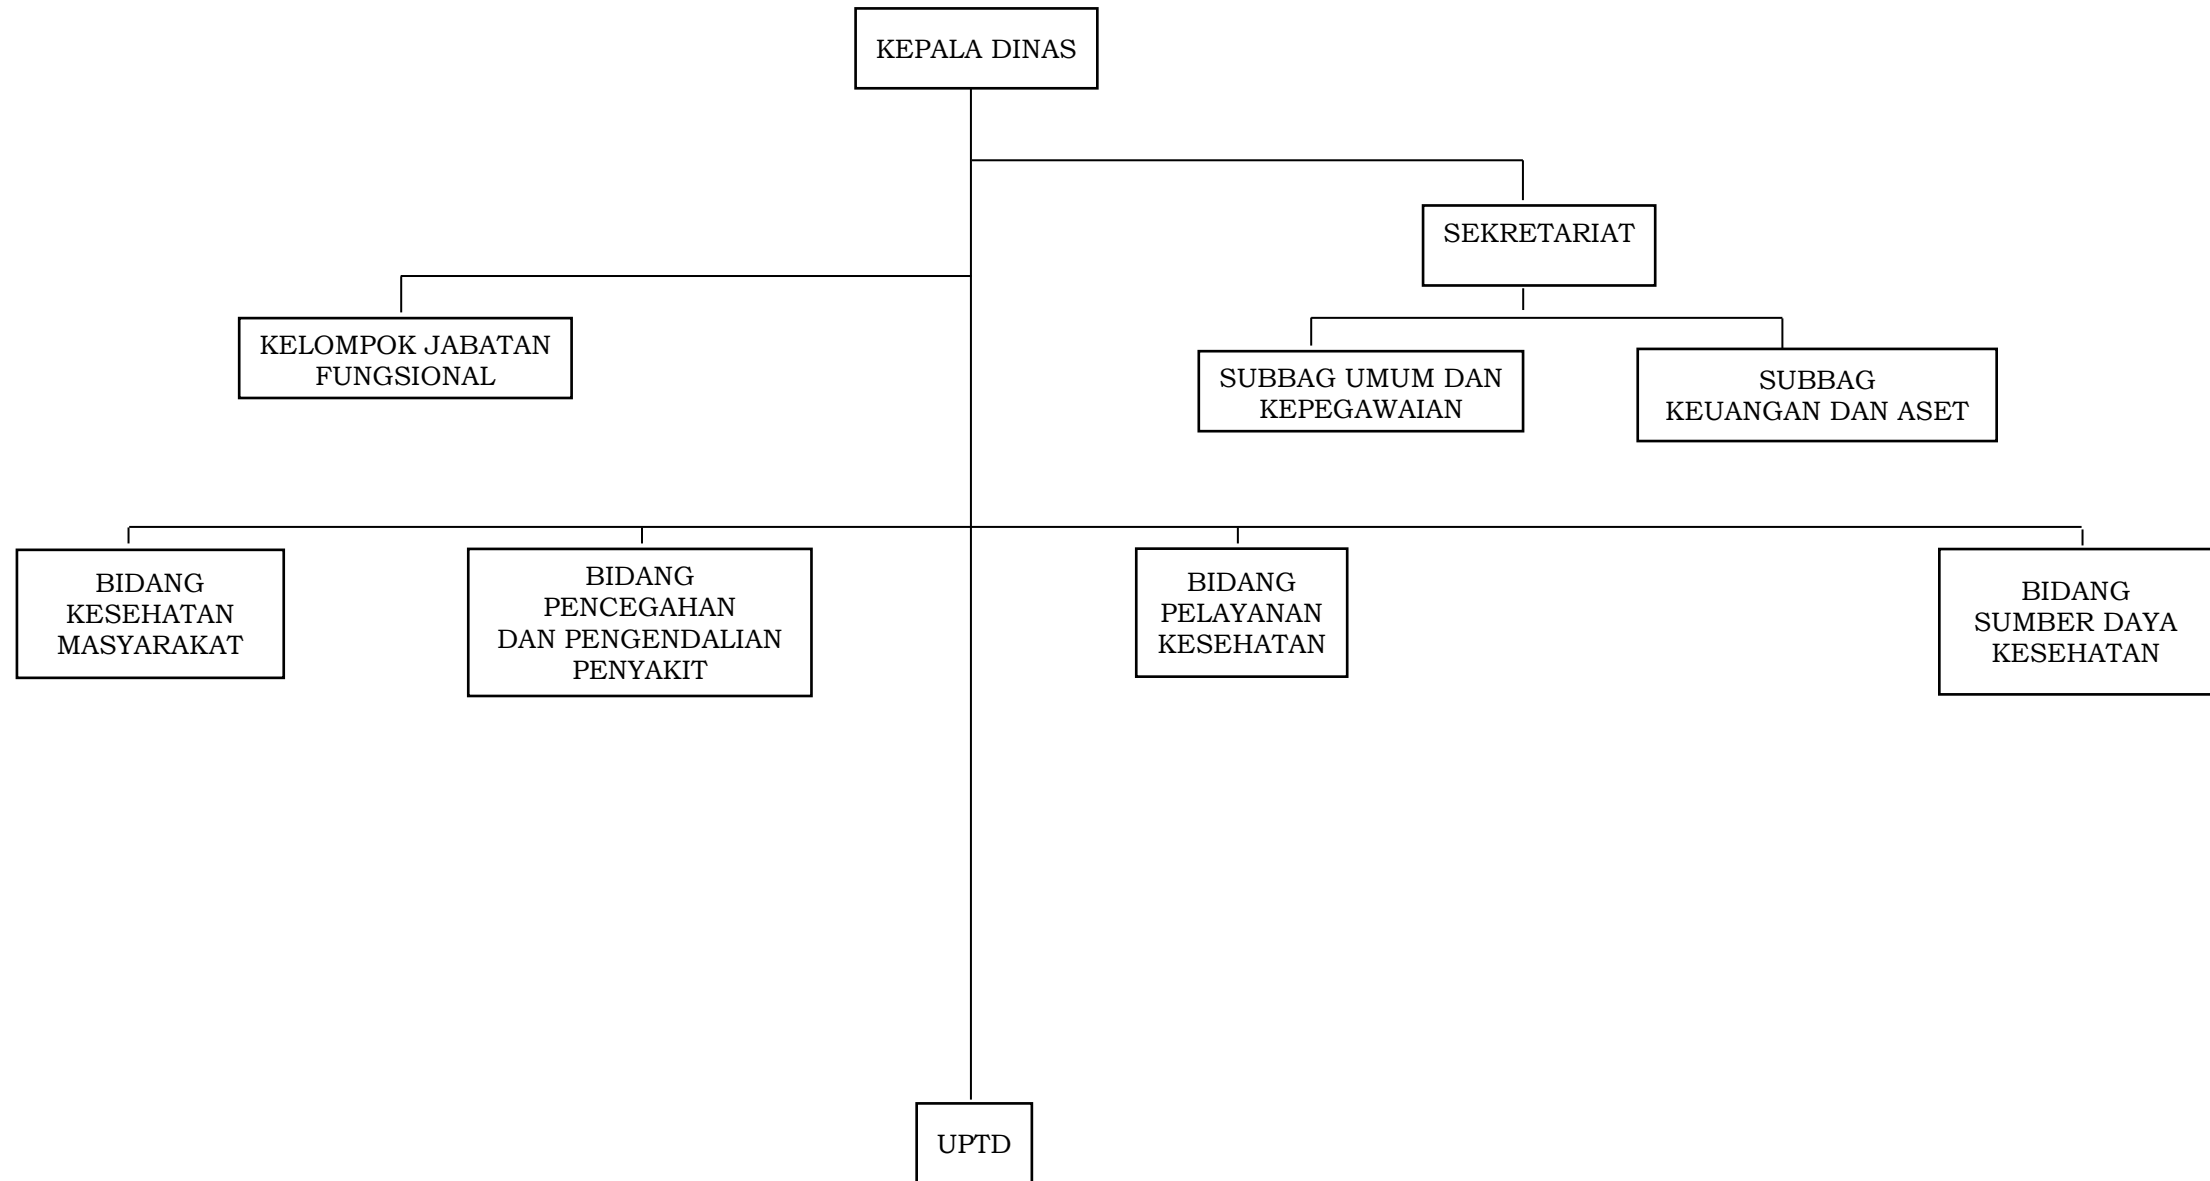 KEPALA DINAS
SEKRETARIAT
KELOMPOK JABATAN
FUNGSIONAL
SUBBAG UMUM DAN
KEPEGAWAIAN
SUBBAG
KEUANGAN DAN ASET
BIDANG
KESEHATAN
MASYARAKAT
BIDANG
PENCEGAHAN
DAN PENGENDALIAN
PENYAKIT
BIDANG
PELAYANAN
KESEHATAN
BIDANG
SUMBER DAYA
KESEHATAN
UPTD